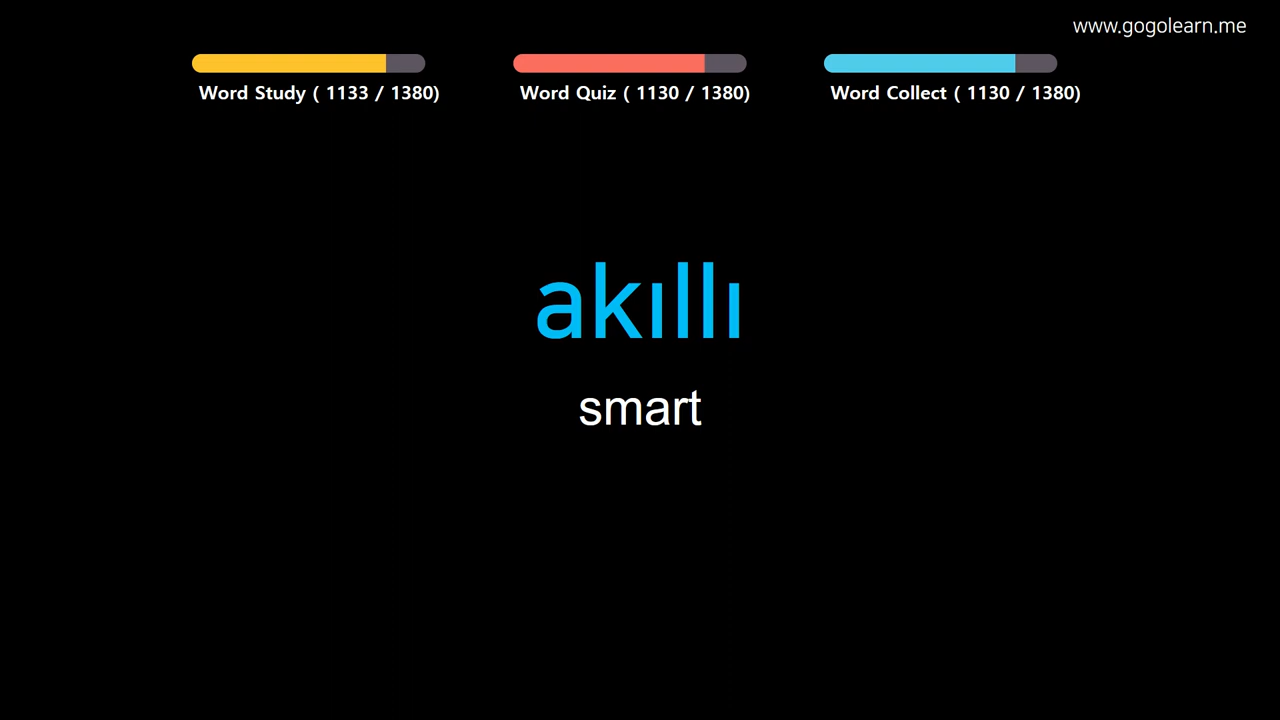 www.gogolearn.me
Word Study ( 1133 / 1380)
Word Quiz ( 1130 / 1380)
Word Collect ( 1130 / 1380)
akıllı
smart